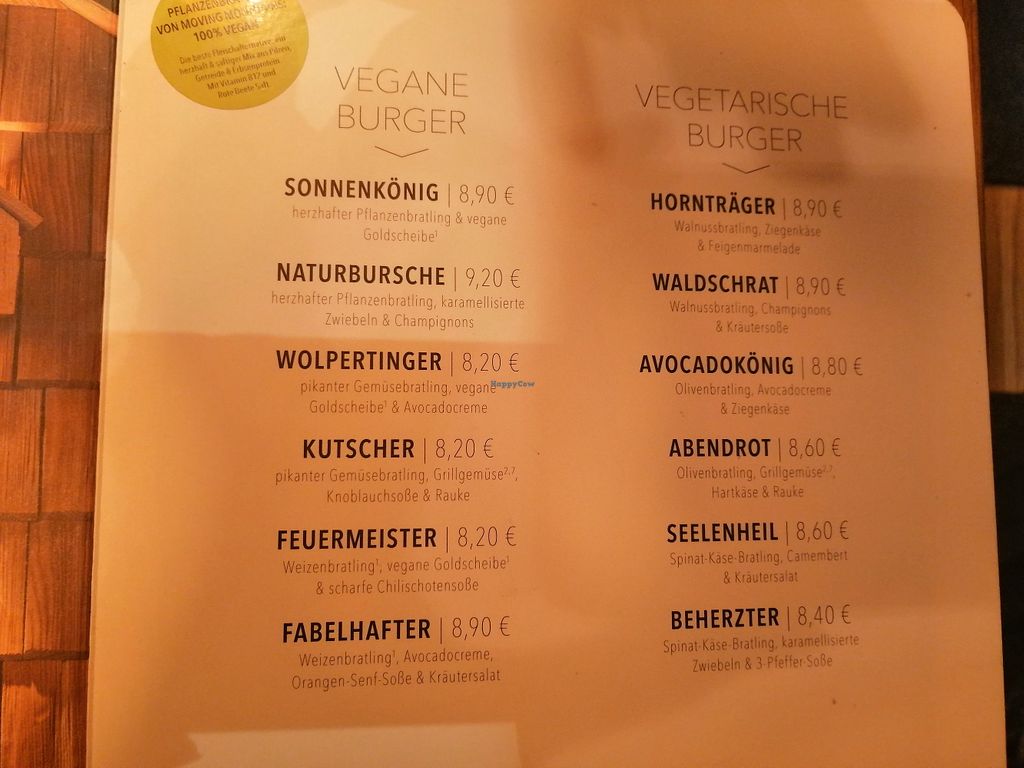 VON MOVING MO
100% VEGAN
Die beste Fleischalternative: ein
herzhaft & saftiger Mix aus Pilzen,
Getreide & Erbsenprotein.
Mit Vitamin B12 und
Rote Beete Saft.
VEGANE
BURGER
SONNENKÖNIG | 8,90 €
herzhafter Pflanzenbratling & vegane
Goldscheibe¹
NATURBURSCHE | 9,20 €
herzhafter Pflanzenbratling, karamellisierte
Zwiebeln & Champignons
WOLPERTINGER | 8,20 €
pikanter Gemüsebratling, vegane
Goldscheibe¹ & Avocadocreme
KUTSCHER | 8,20 €
pikanter Gemüsebratling, Grillgemüse²,⁷,
Knoblauchsoße & Rauke
FEUERMEISTER | 8,20 €
Weizenbratling¹, vegane Goldscheibe¹
& scharfe Chilischotensoße
FABELHAFTER | 8,90 €
Weizenbratling¹, Avocadocreme,
Orangen-Senf-Soße & Kräutersalat
VEGETARISCHE
BURGER
HORNTRÄGER | 8,90 €
Walnussbratling, Ziegenkäse
& Feigenmarmelade
WALDSCHRAT | 8,90 €
Walnussbratling, Champignons
& Kräutersoße
AVOCADOKÖNIG | 8,80 €
Olivenbratling, Avocadocreme
& Ziegenkäse
ABENDROT | 8,60 €
Olivenbratling, Grillgemüse²,⁷,
Hartkäse & Rauke
SEELENHEIL | 8,60 €
Spinat-Käse-Bratling, Camembert
& Kräutersalat
BEHERZTER | 8,40 €
Spinat-Käse-Bratling, karamellisierte
Zwiebeln & 3-Pfeffer-Soße
HappyCow